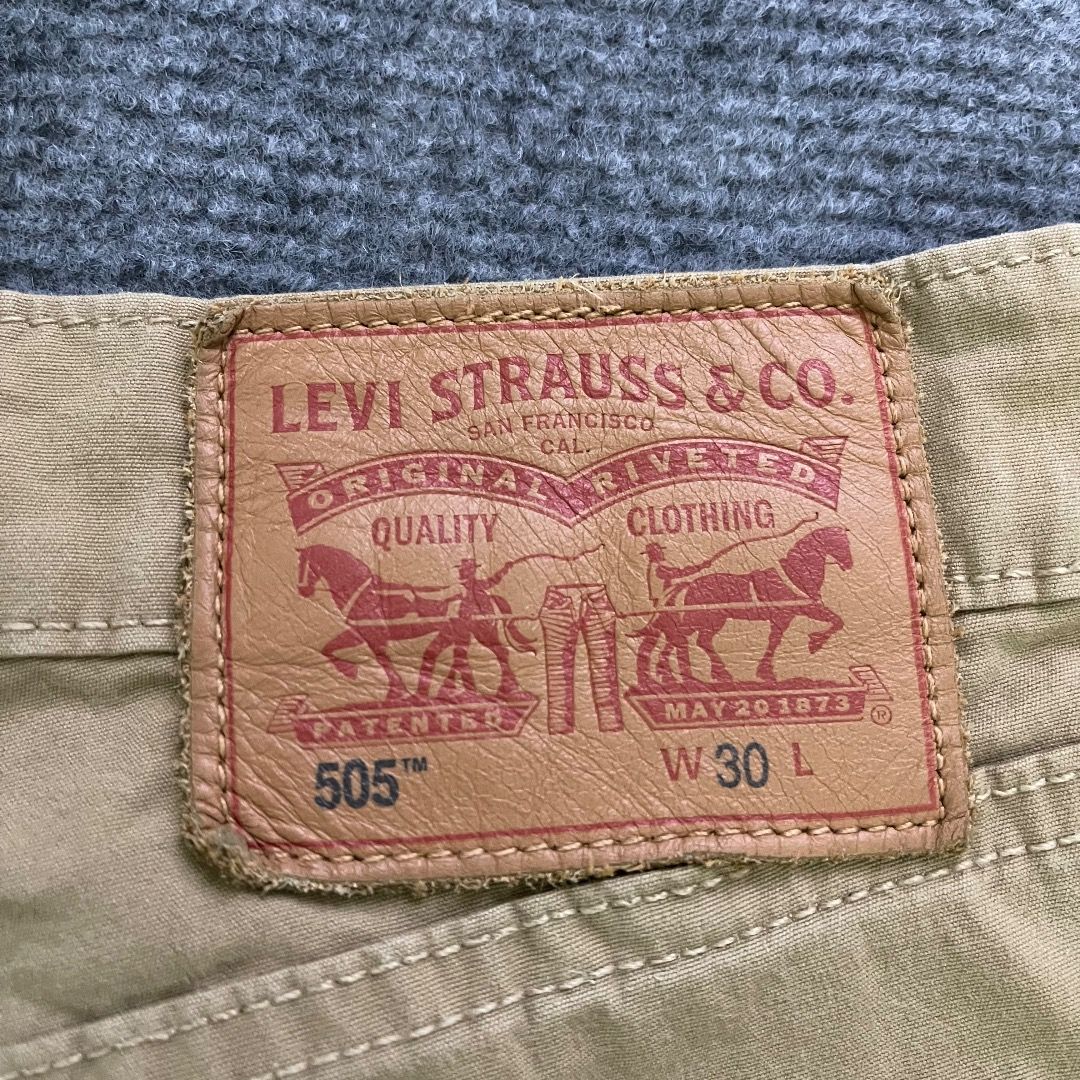 LEVI STRAUSS & CO.
SAN FRANCISCO
CAL.
ORIGINAL RIVETED
QUALITY CLOTHING
PATENTED MAY 20 1873 ®
505™ W 30 L